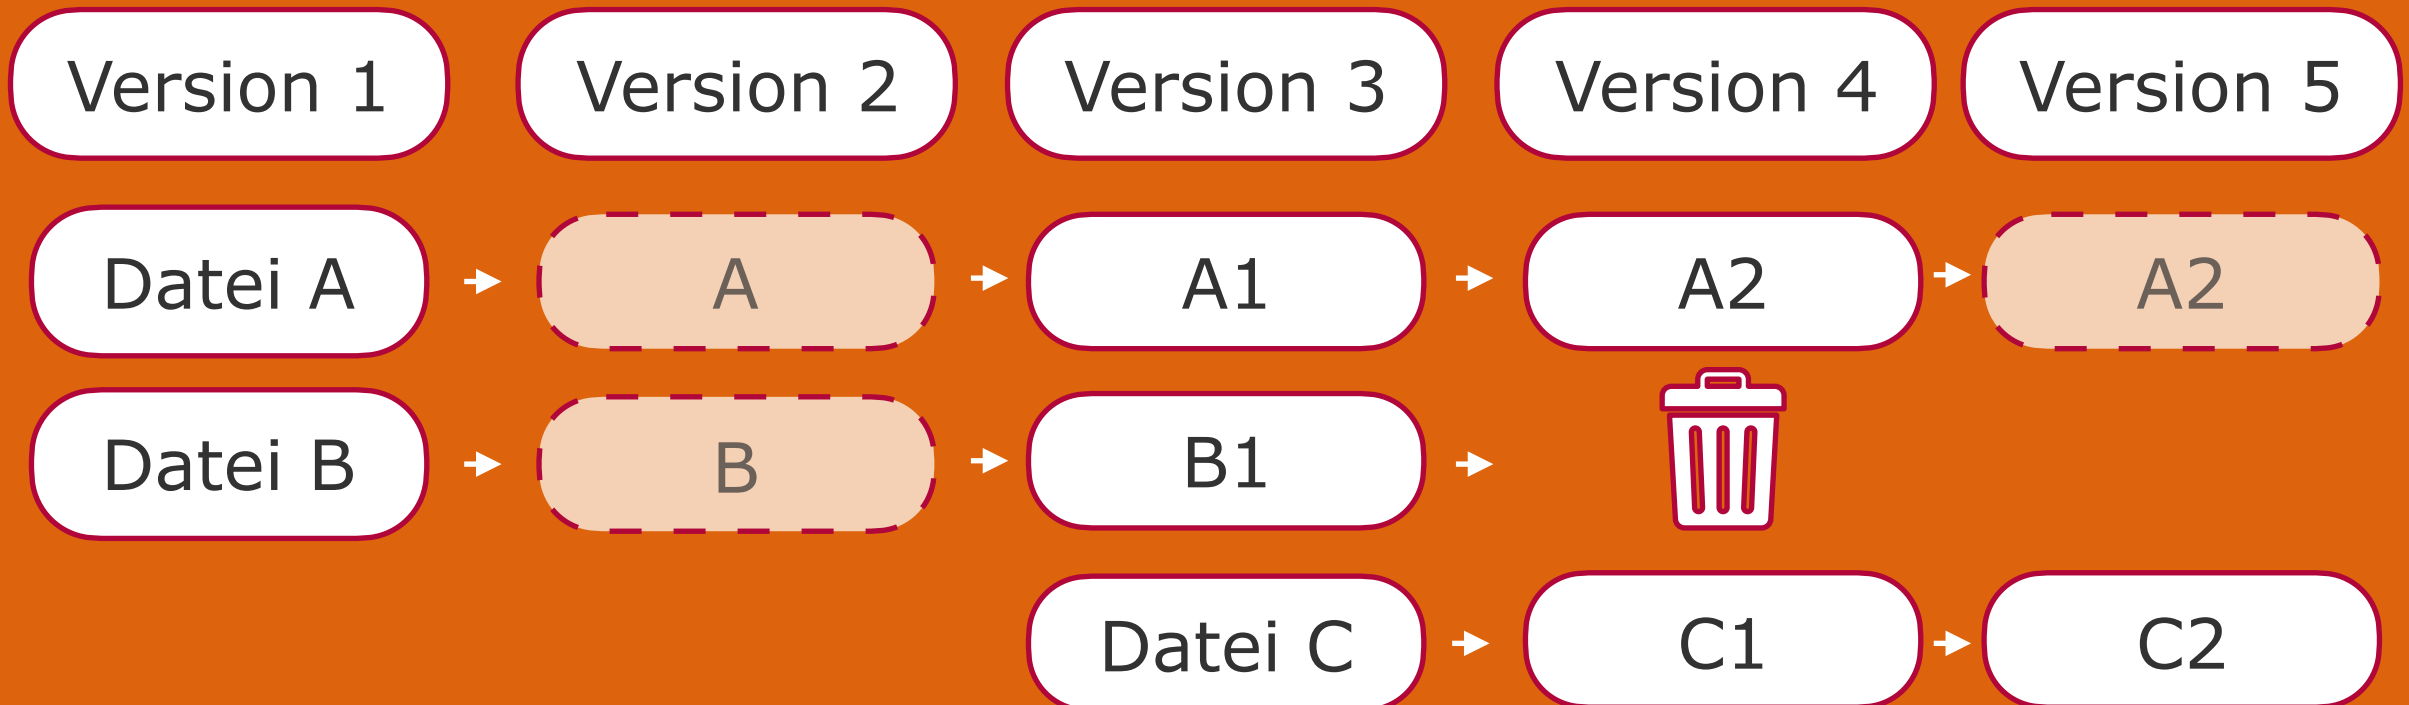 Version 1
Version 2
Version 3
Version 4
Version 5
Datei A
A
A1
A2
A2
Datei B
B
B1
Datei C
C1
C2